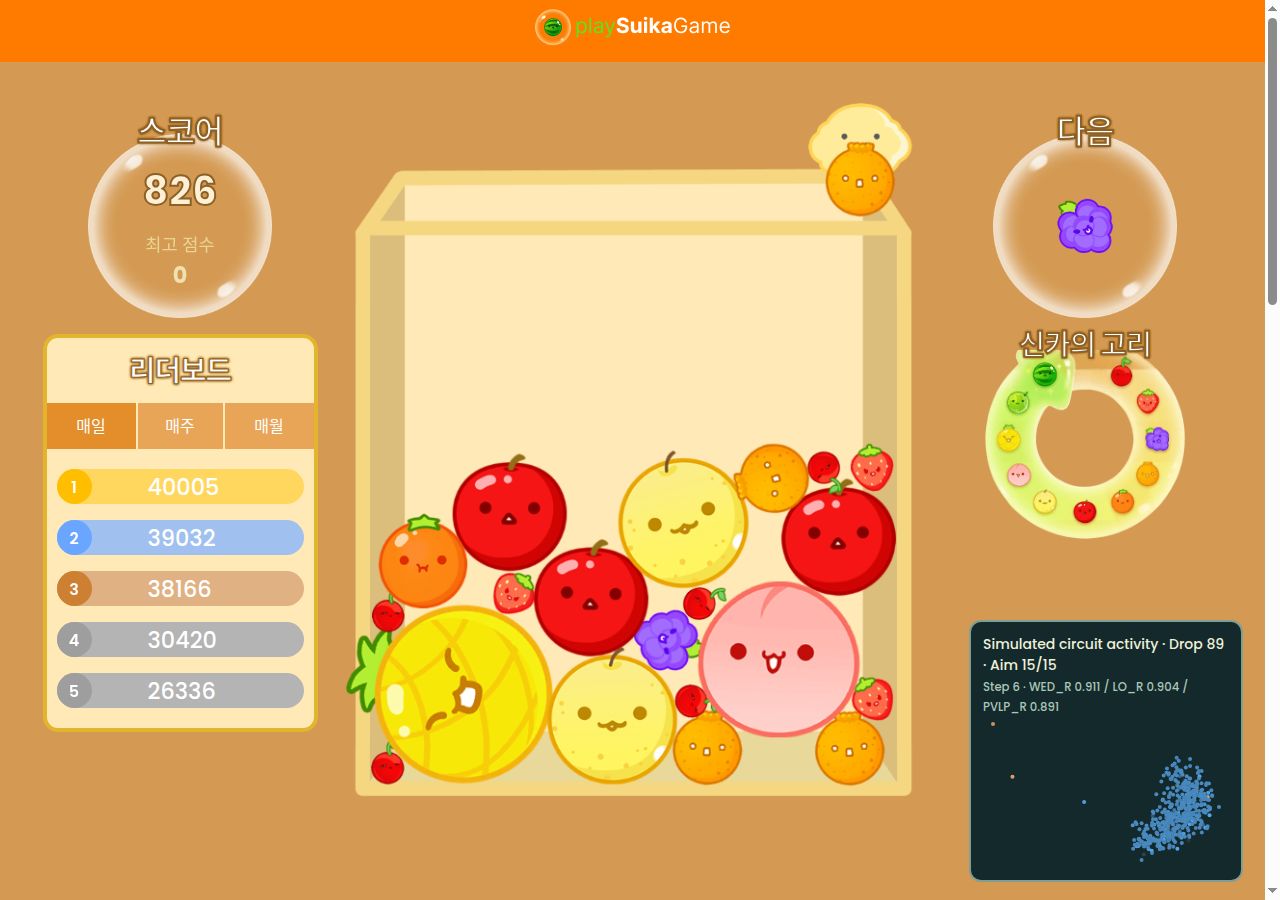 playSuikaGame
스코어
826
최고 점수
0
다음
신카의 고리
리더보드
매일 매주 매월
1 40005
2 39032
3 38166
4 30420
5 26336
Simulated circuit activity · Drop 89
· Aim 15/15
Step 6 · WED_R 0.911 / LO_R 0.904 /
PVLP_R 0.891